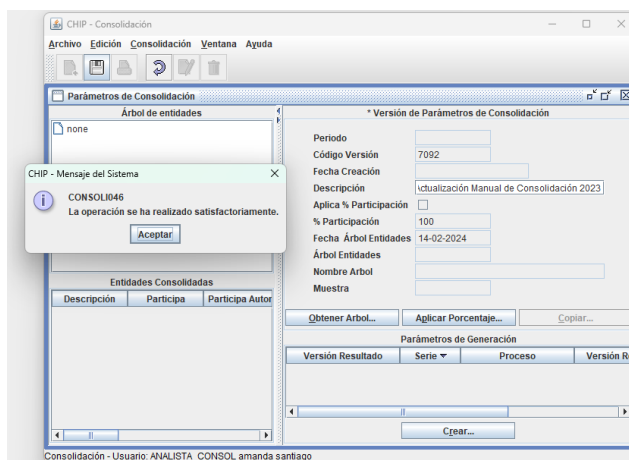 CHIP - Consolidación
Archivo Edición Consolidación Ventana Ayuda
Parámetros de Consolidación
Árbol de entidades
none
* Versión de Parámetros de Consolidación
Periodo
Código Versión 7092
Fecha Creación
Descripción Actualización Manual de Consolidación 2023
Aplica % Participación
% Participación 100
Fecha Árbol Entidades 14-02-2024
Árbol Entidades
Nombre Arbol
Muestra
CHIP - Mensaje del Sistema
CONSOLI046
La operación se ha realizado satisfactoriamente.
Aceptar
Entidades Consolidadas
Descripción Participa Participa Autor
Obtener Arbol... Aplicar Porcentaje... Copiar...
Parámetros de Generación
Versión Resultado Serie Proceso Versión R
Crear...
Consolidación - Usuario: ANALISTA_CONSOL amanda santiago